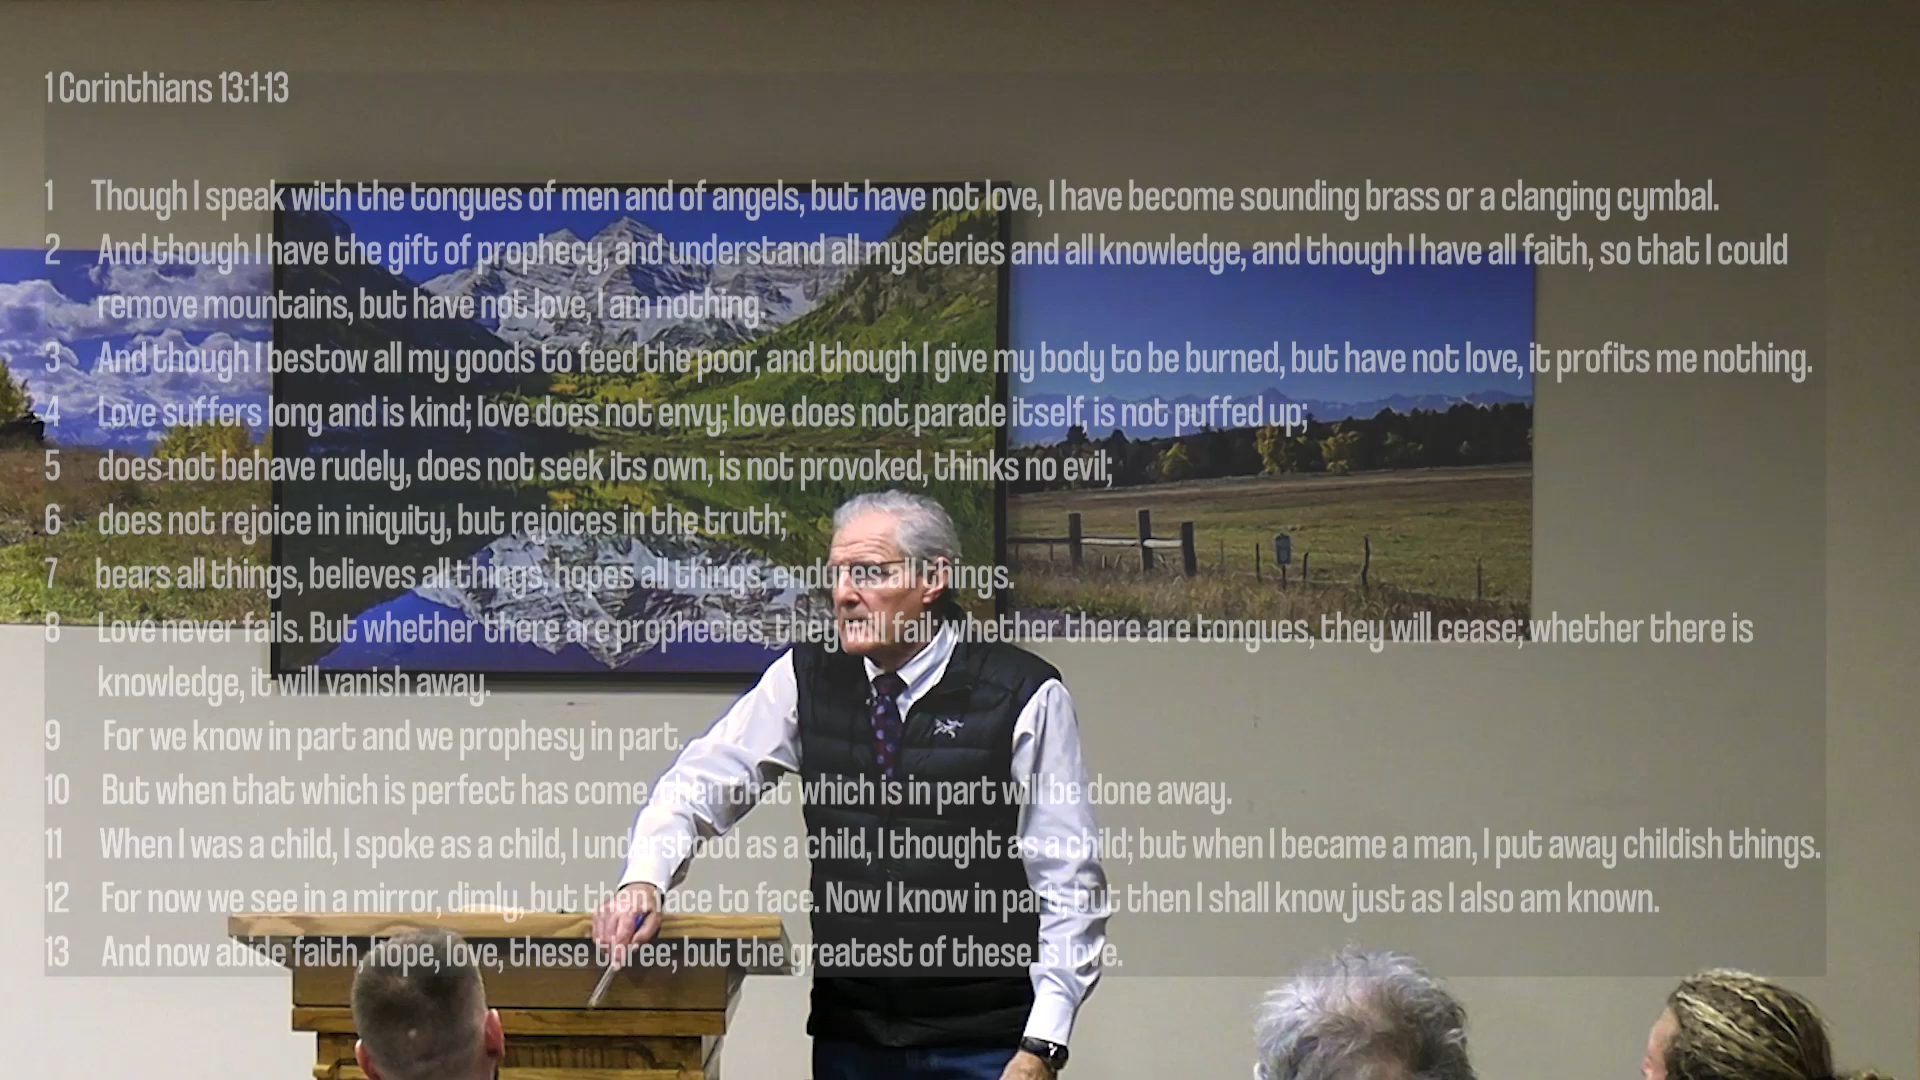 1 Corinthians 13:1-13
1 Though I speak with the tongues of men and of angels, but have not love, I have become sounding brass or a clanging cymbal.
2 And though I have the gift of prophecy, and understand all mysteries and all knowledge, and though I have all faith, so that I could
remove mountains, but have not love, I am nothing.
3 And though I bestow all my goods to feed the poor, and though I give my body to be burned, but have not love, it profits me nothing.
4 Love suffers long and is kind; love does not envy; love does not parade itself, is not puffed up;
5 does not behave rudely, does not seek its own, is not provoked, thinks no evil;
6 does not rejoice in iniquity, but rejoices in the truth;
7 bears all things, believes all things, hopes all things, endures all things.
8 Love never fails. But whether there are prophecies, they will fail; whether there are tongues, they will cease; whether there is
knowledge, it will vanish away.
9 For we know in part and we prophesy in part.
10 But when that which is perfect has come, then that which is in part will be done away.
11 When I was a child, I spoke as a child, I understood as a child, I thought as a child; but when I became a man, I put away childish things.
12 For now we see in a mirror, dimly, but then face to face. Now I know in part, but then I shall know just as I also am known.
13 And now abide faith, hope, love, these three; but the greatest of these is love.